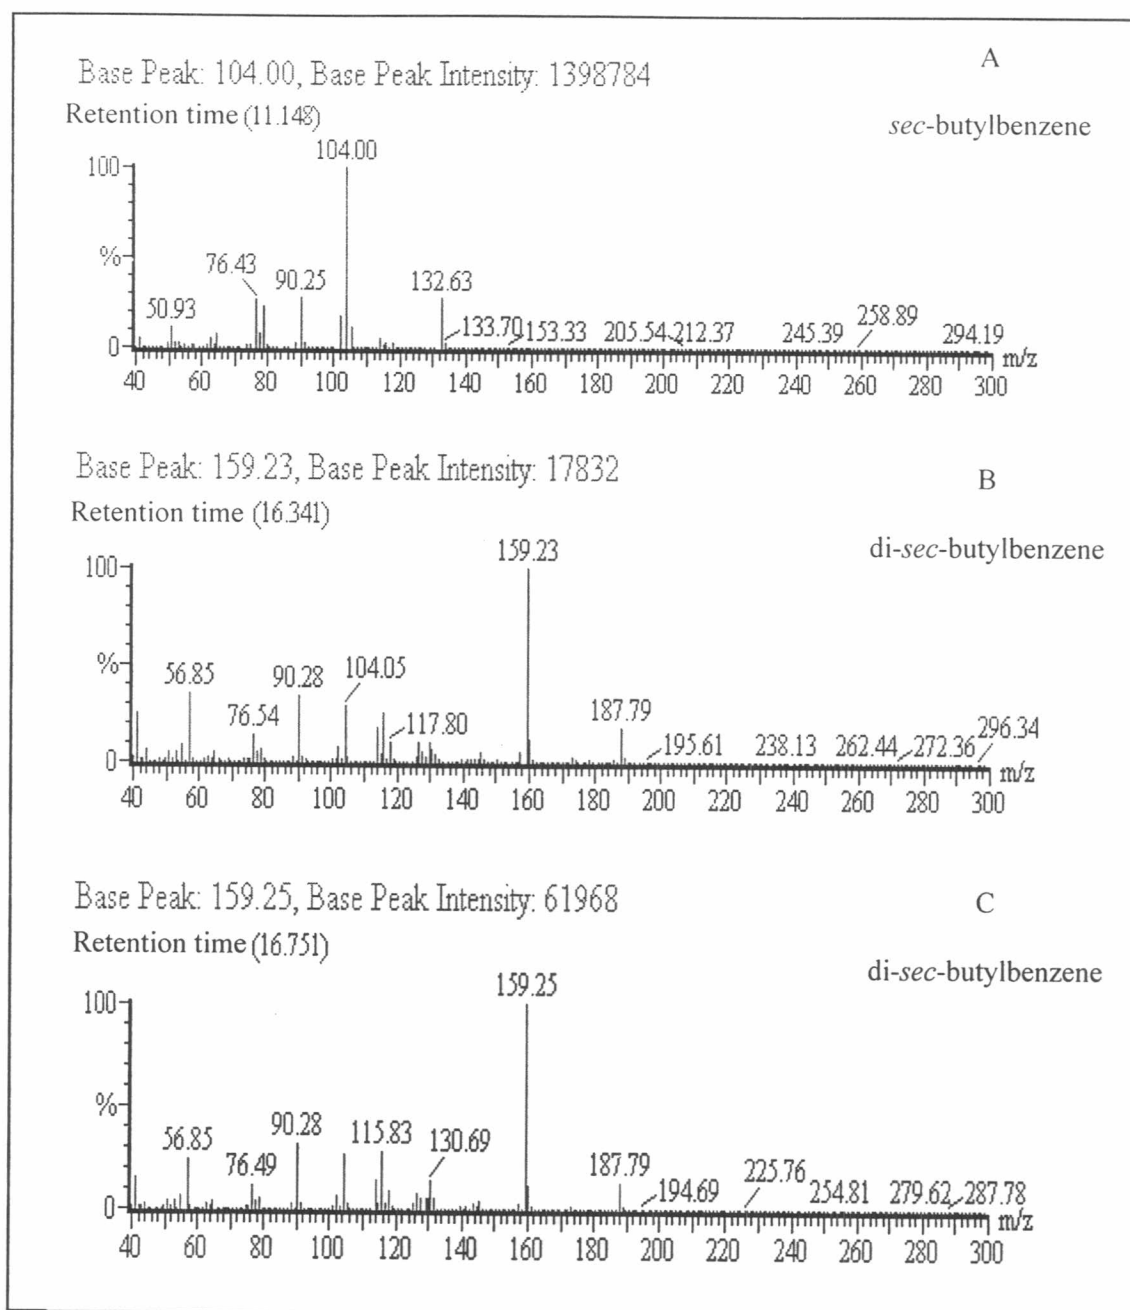 Base Peak: 104.00, Base Peak Intensity: 1398784
A
Retention time (11.148)
sec-butylbenzene
104.00
100
%
76.43
90.25
132.63
50.93
133.70
153.33
205.54
212.37
245.39
258.89
294.19
0
m/z
40 60 80 100 120 140 160 180 200 220 240 260 280 300
Base Peak: 159.23, Base Peak Intensity: 17832
B
Retention time (16.341)
di-sec-butylbenzene
159.23
100
%
56.85
90.28
104.05
76.54
117.80
187.79
195.61
238.13
262.44
272.36
296.34
0
m/z
40 60 80 100 120 140 160 180 200 220 240 260 280 300
Base Peak: 159.25, Base Peak Intensity: 61968
C
Retention time (16.751)
di-sec-butylbenzene
159.25
100
%
56.85
90.28
115.83
130.69
76.49
187.79
194.69
225.76
254.81
279.62
287.78
0
m/z
40 60 80 100 120 140 160 180 200 220 240 260 280 300